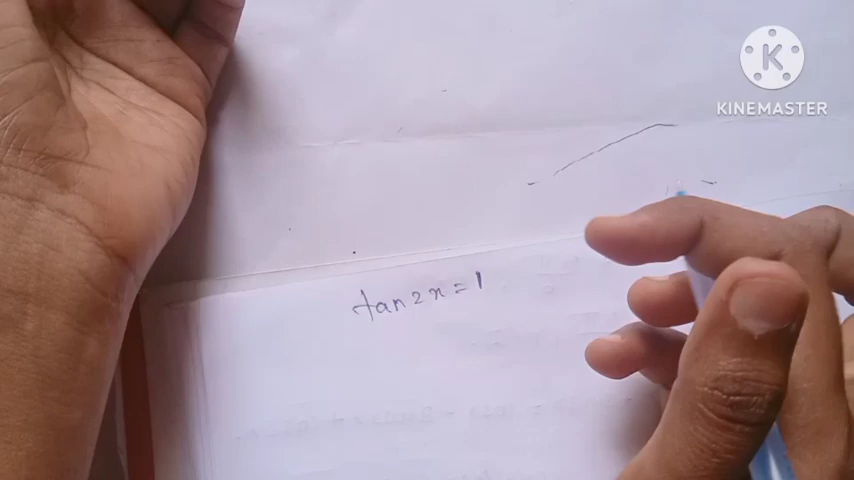 K
KINEMASTER
tan 2x = 1